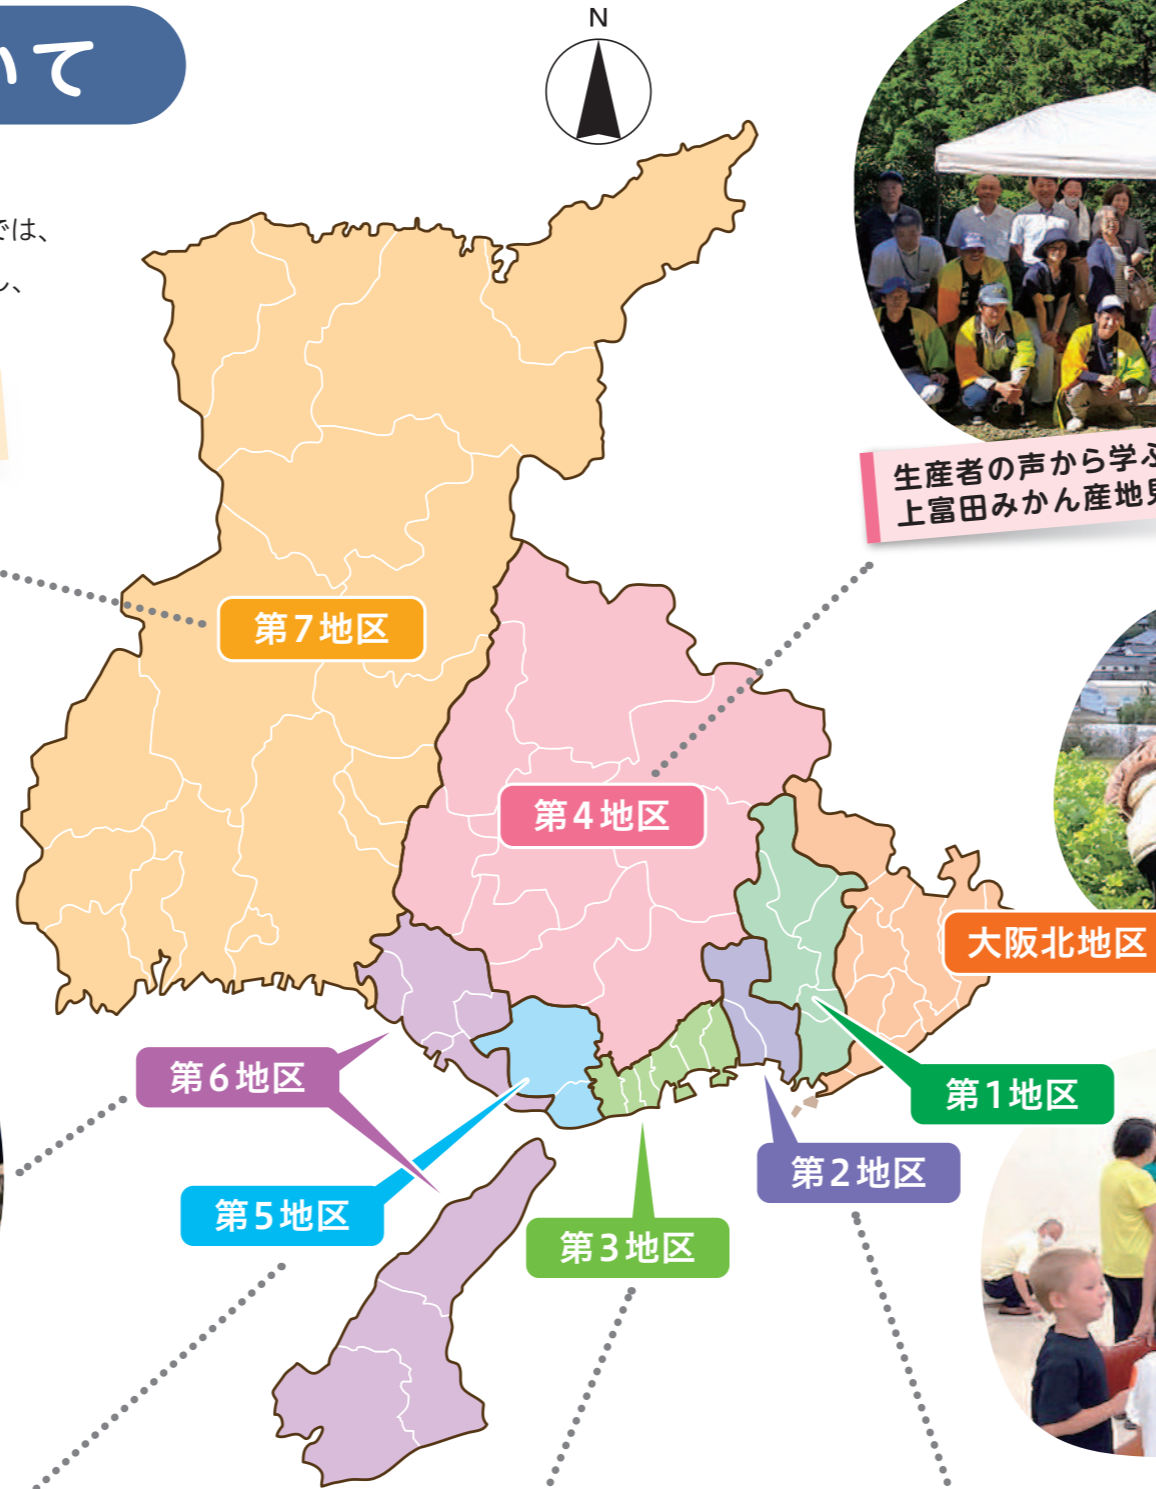 いて
N
では、
し、
生産者の声から学ぶ
上富田みかん産地見
第7地区
第4地区
大阪北地区
第6地区
第1地区
第2地区
第5地区
第3地区